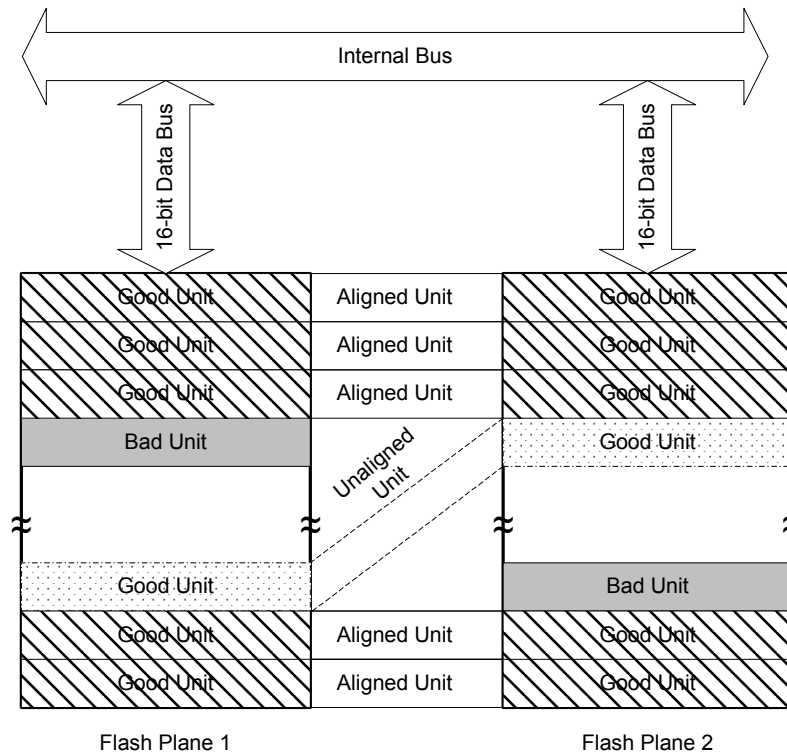 Internal Bus
16-bit Data Bus
16-bit Data Bus
Good Unit
Aligned Unit
Good Unit
Good Unit
Aligned Unit
Good Unit
Good Unit
Aligned Unit
Good Unit
Bad Unit
Unaligned
Unit
Good Unit
Good Unit
Bad Unit
Good Unit
Aligned Unit
Good Unit
Good Unit
Aligned Unit
Good Unit
Flash Plane 1
Flash Plane 2